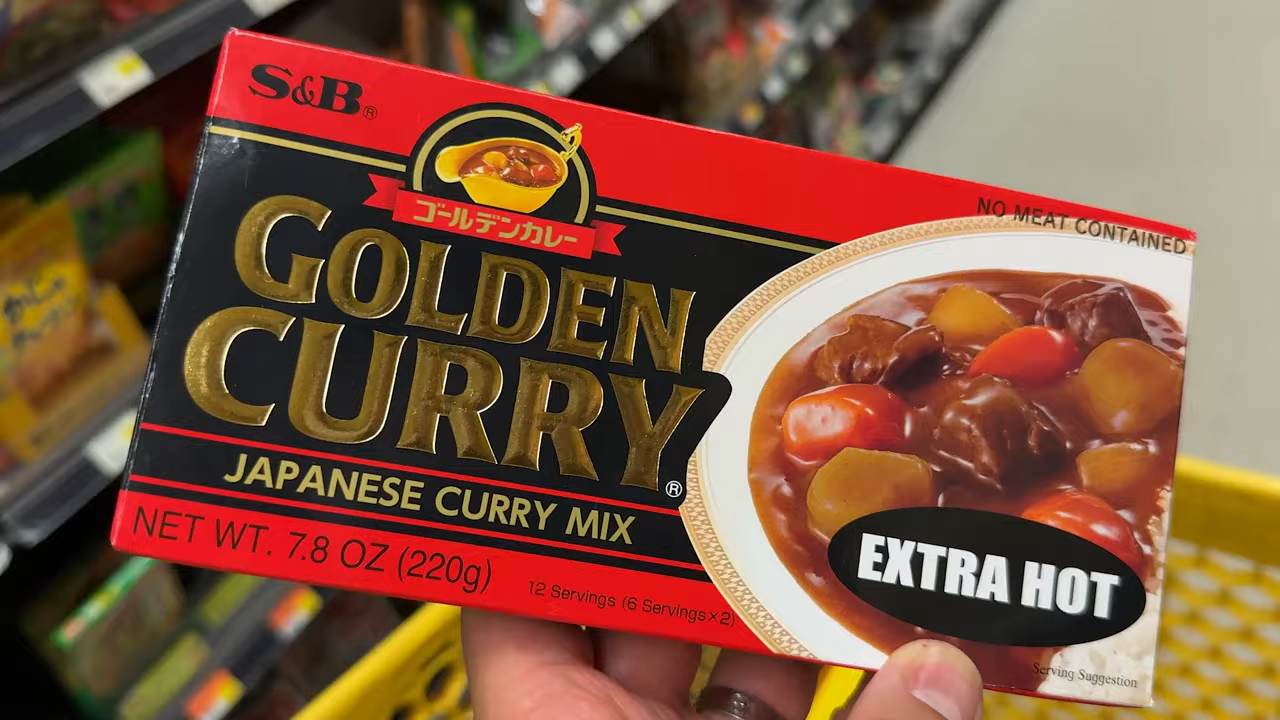 S&B®
ゴールデンカレー
NO MEAT CONTAINED
GOLDEN
CURRY®
JAPANESE CURRY MIX
NET WT. 7.8 OZ (220g)
12 Servings (6 Servings×2)
EXTRA HOT
Serving Suggestion